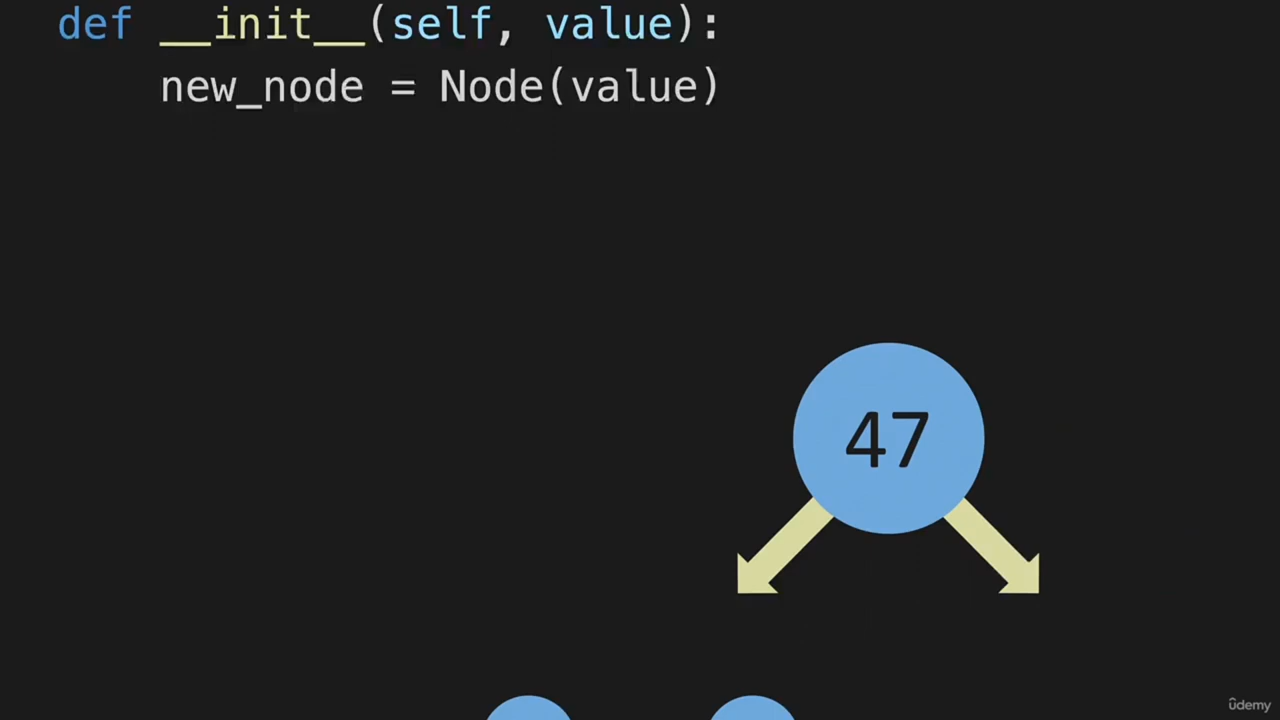 def __init__(self, value):
    new_node = Node(value)
47
ûdemy